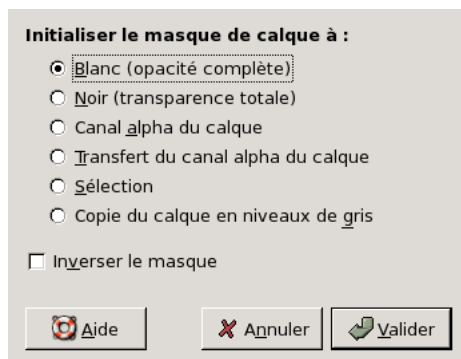 Initialiser le masque de calque à :
Blanc (opacité complète)
Noir (transparence totale)
Canal alpha du calque
Transfert du canal alpha du calque
Sélection
Copie du calque en niveaux de gris
Inverser le masque
Aide Annuler Valider